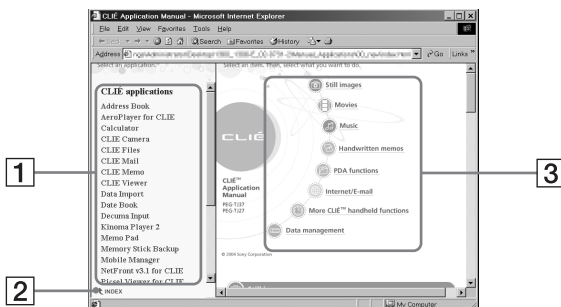 CLIÉ Application Manual - Microsoft Internet Explorer
File Edit View Favorites Tools Help
Search Favorites History
Address Go Links »
Select an application.
Select an item. Then, select what you want to do.
1
CLIÉ applications
Address Book
AeroPlayer for CLIE
Calculator
CLIE Camera
CLIE Files
CLIE Mail
CLIE Memo
CLIE Viewer
Data Import
Date Book
Decuma Input
Kinoma Player 2
Memo Pad
Memory Stick Backup
Mobile Manager
NetFront v3.1 for CLIE
Picsel Viewer for CLIE
2
INDEX
CLIÉ
CLIÉ™
Application
Manual
PEG-TJ37
PEG-TJ27
© 2004 Sony Corporation
Still images
Movies
Music
Handwritten memos
PDA functions
Internet/E-mail
More CLIÉ™ handheld functions
Data management
3
My Computer